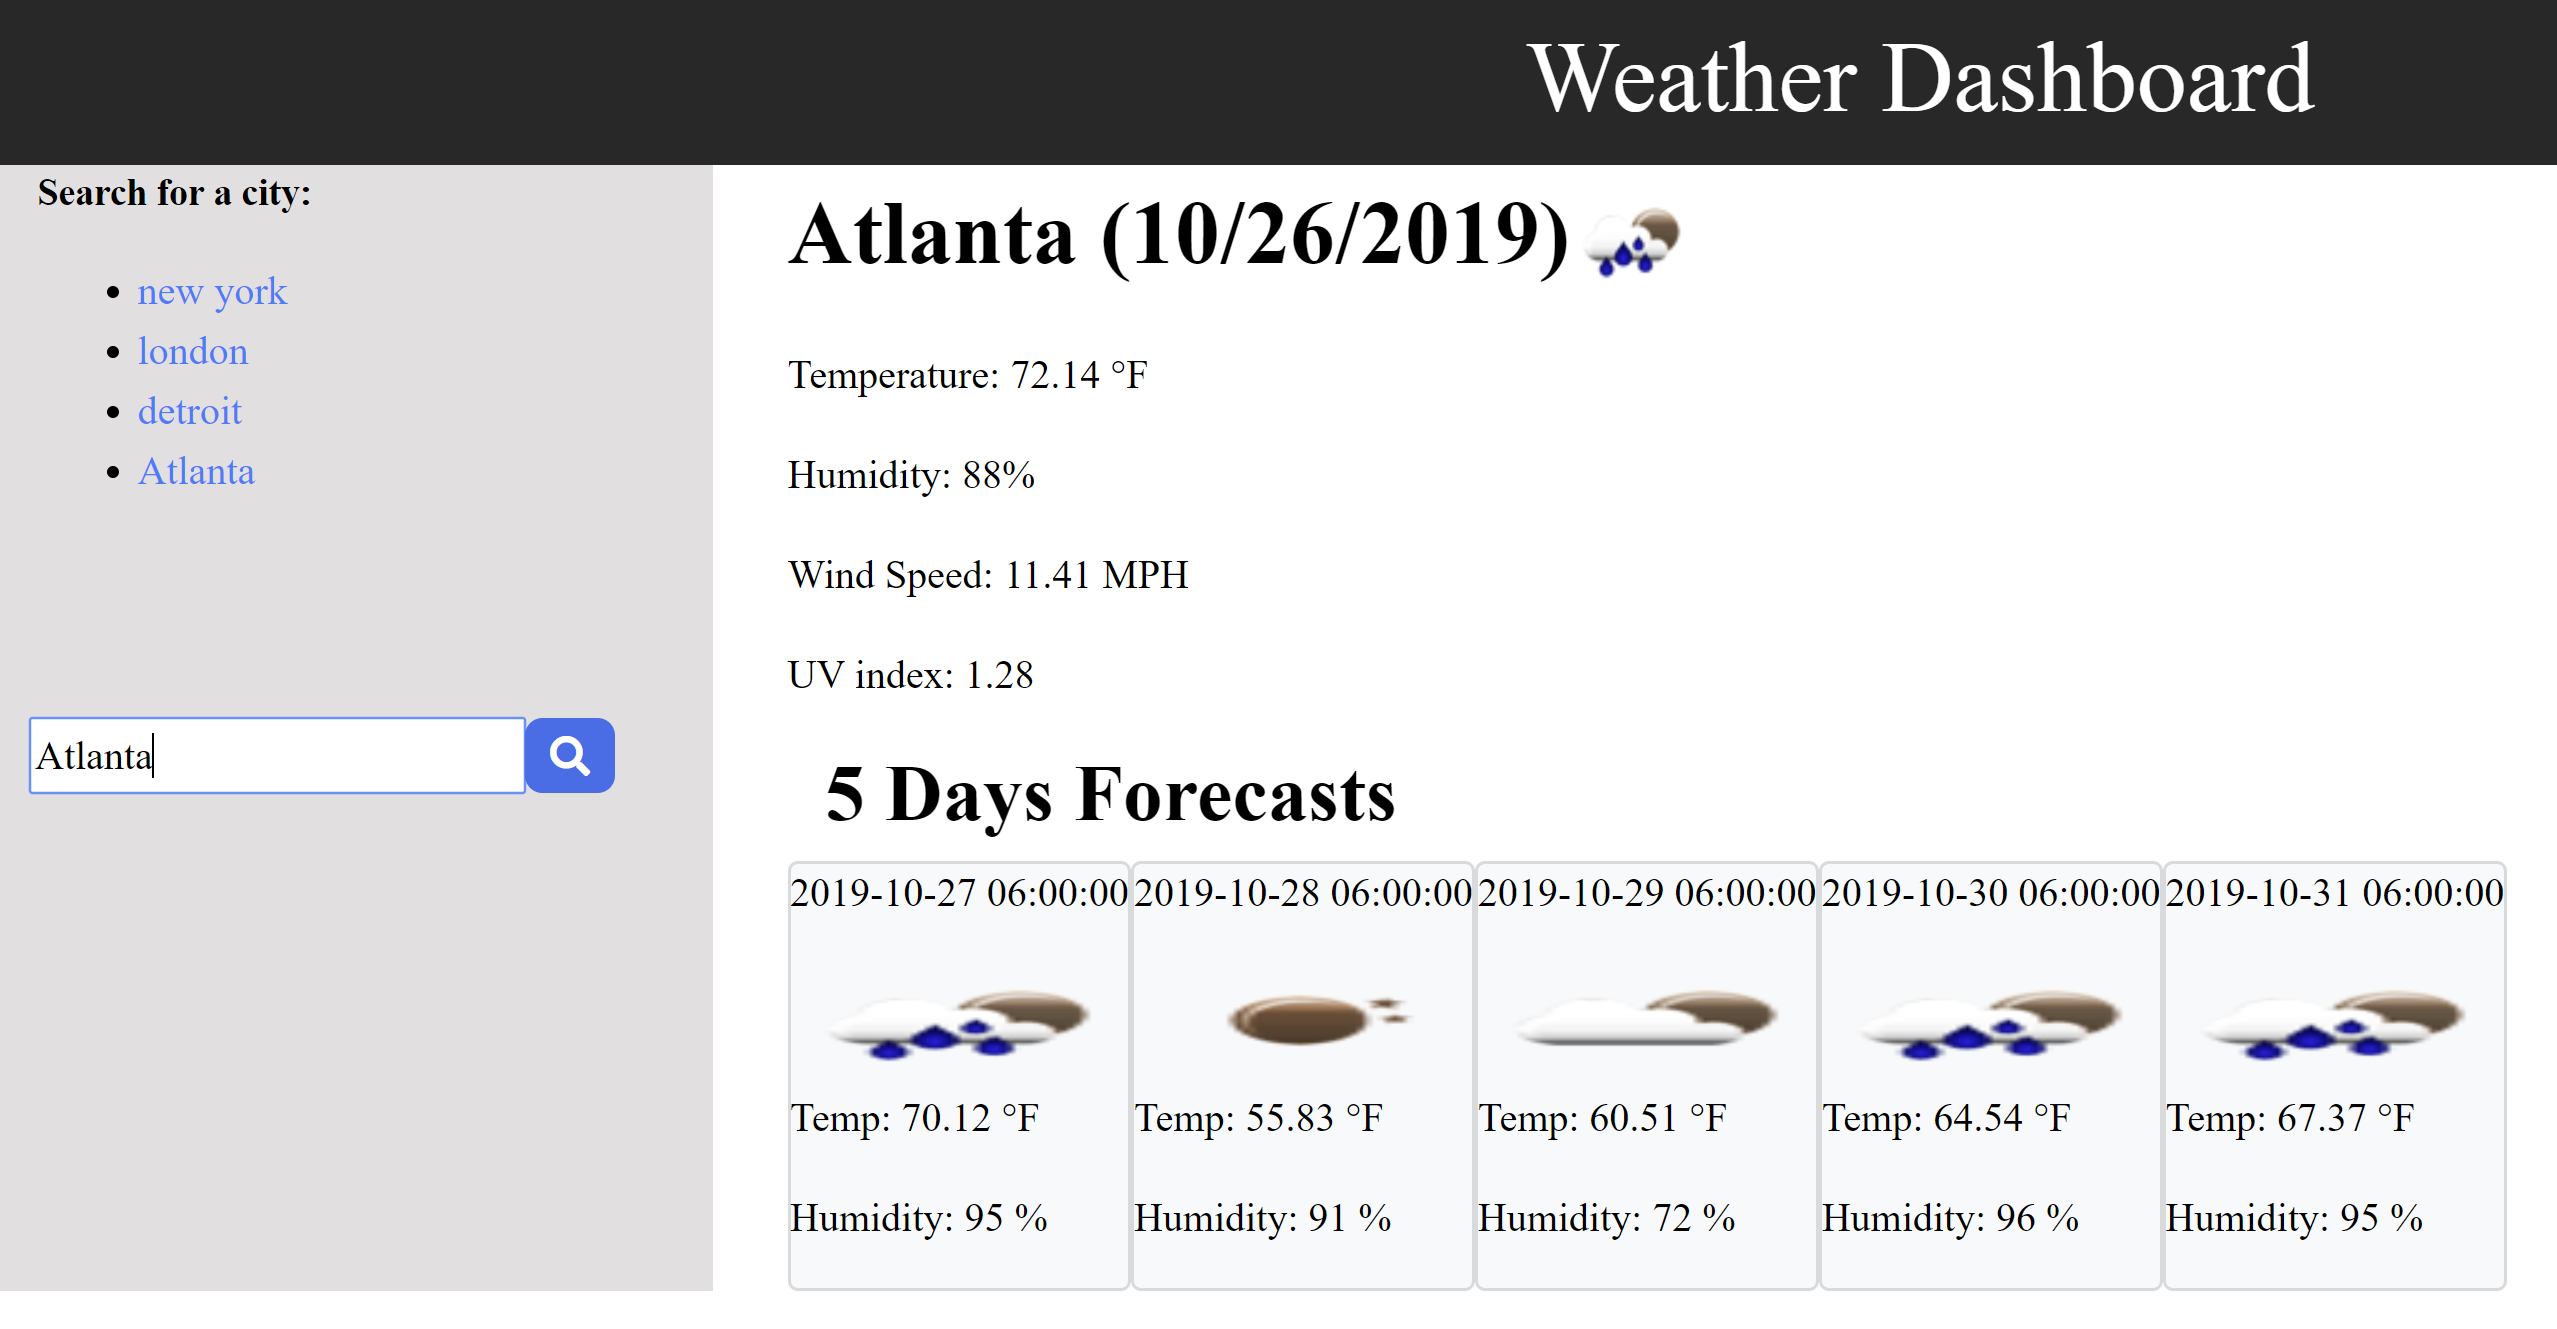 Weather Dashboard
Search for a city:
new york
london
detroit
Atlanta
Atlanta
Atlanta (10/26/2019)
Temperature: 72.14 °F
Humidity: 88%
Wind Speed: 11.41 MPH
UV index: 1.28
5 Days Forecasts
2019-10-27 06:00:00
Temp: 70.12 °F
Humidity: 95 %
2019-10-28 06:00:00
Temp: 55.83 °F
Humidity: 91 %
2019-10-29 06:00:00
Temp: 60.51 °F
Humidity: 72 %
2019-10-30 06:00:00
Temp: 64.54 °F
Humidity: 96 %
2019-10-31 06:00:00
Temp: 67.37 °F
Humidity: 95 %